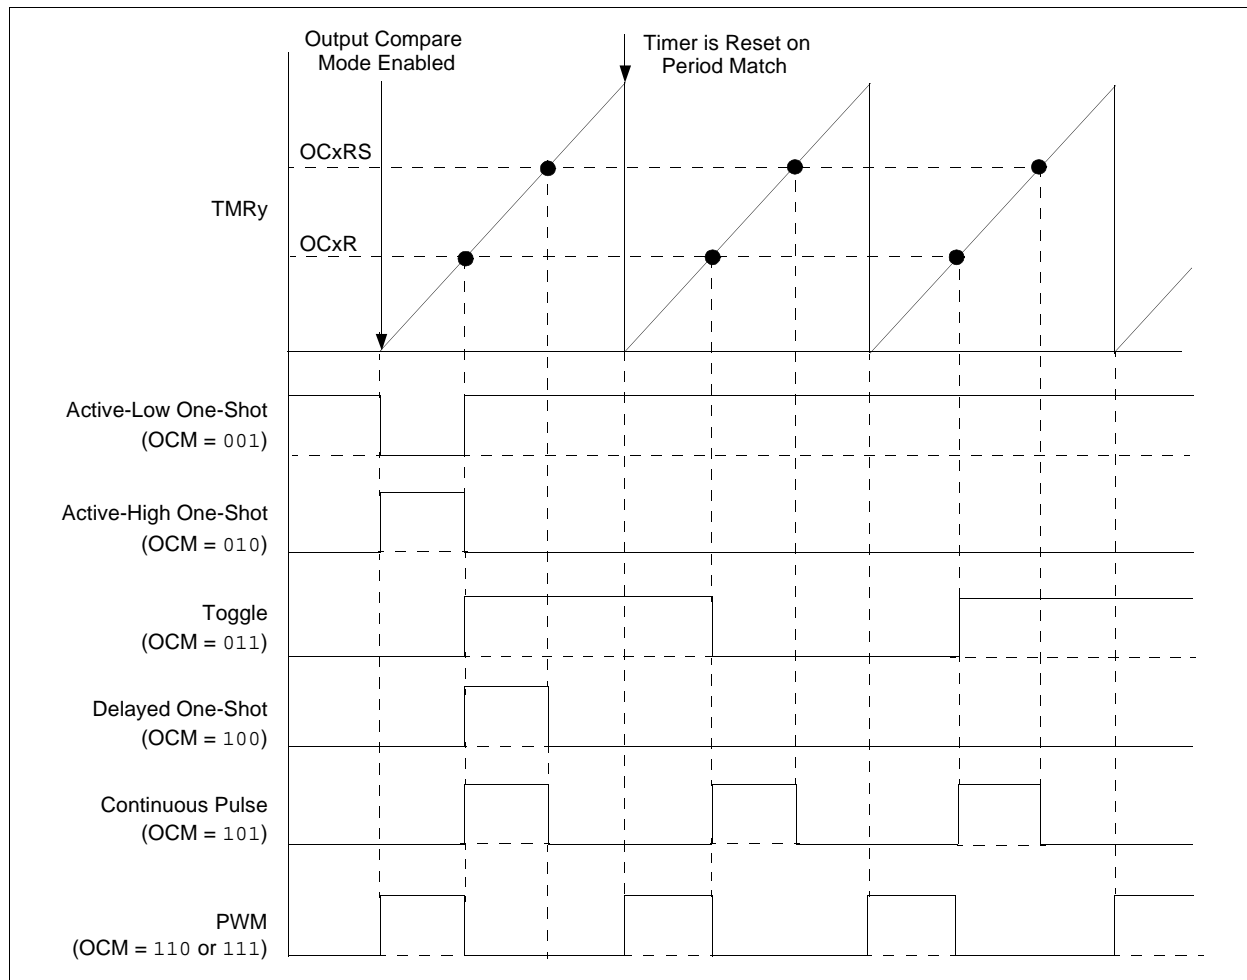 Output Compare
Mode Enabled
Timer is Reset on
Period Match
OCxRS
TMRy
OCxR
Active-Low One-Shot
(OCM = 001)
Active-High One-Shot
(OCM = 010)
Toggle
(OCM = 011)
Delayed One-Shot
(OCM = 100)
Continuous Pulse
(OCM = 101)
PWM
(OCM = 110 or 111)